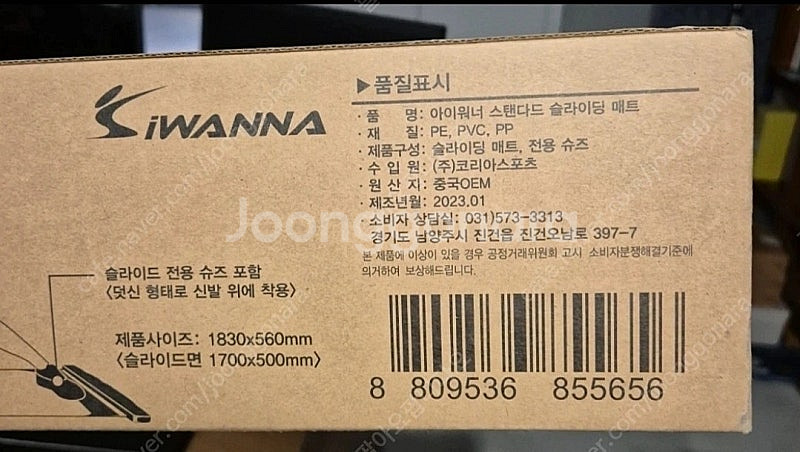 iWANNA
▶품질표시
· 품 명: 아이워너 스탠다드 슬라이딩 매트
· 재 질: PE, PVC, PP
· 제품구성: 슬라이딩 매트, 전용 슈즈
· 수 입 원: (주)코리아스포츠
· 원 산 지: 중국OEM
· 제조년월: 2023.01
소비자 상담실: 031)573-3313
경기도 남양주시 진건읍 진건오남로 397-7
본 제품에 이상이 있을 경우 공정거래위원회 고시 소비자분쟁해결기준에
의거하여 보상해드립니다.
Joonggonara
슬라이드 전용 슈즈 포함
〈덧신 형태로 신발 위에 착용〉
제품사이즈: 1830x560mm
〈슬라이드면 1700x500mm〉
8 809536 855656